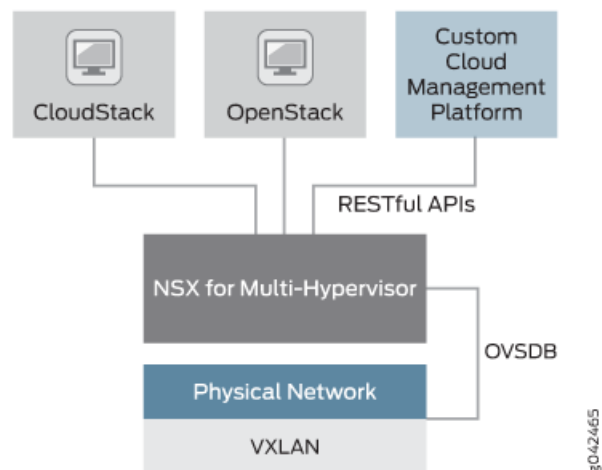 CloudStack
OpenStack
Custom
Cloud
Management
Platform
RESTful APIs
NSX for Multi-Hypervisor
OVSDB
Physical Network
VXLAN
g042465